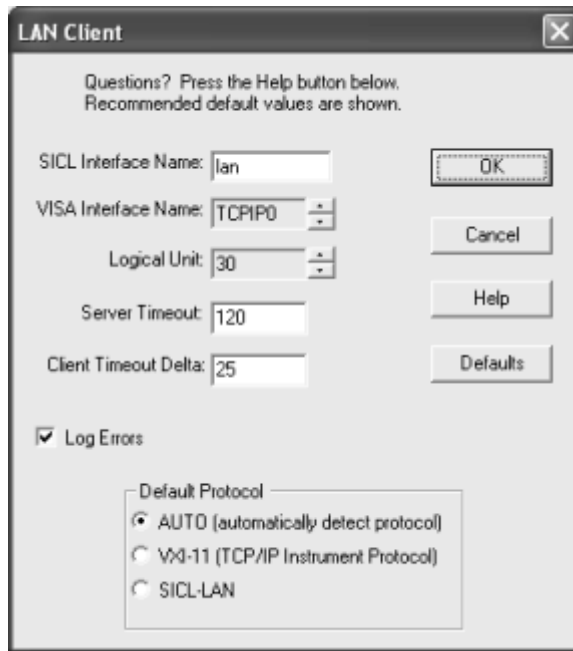 LAN Client
Questions? Press the Help button below.
Recommended default values are shown.
SICL Interface Name: lan
OK
VISA Interface Name: TCPIP0
Cancel
Logical Unit: 30
Help
Server Timeout: 120
Client Timeout Delta: 25
Defaults
Log Errors
Default Protocol
AUTO (automatically detect protocol)
VXI-11 (TCP/IP Instrument Protocol)
SICL-LAN